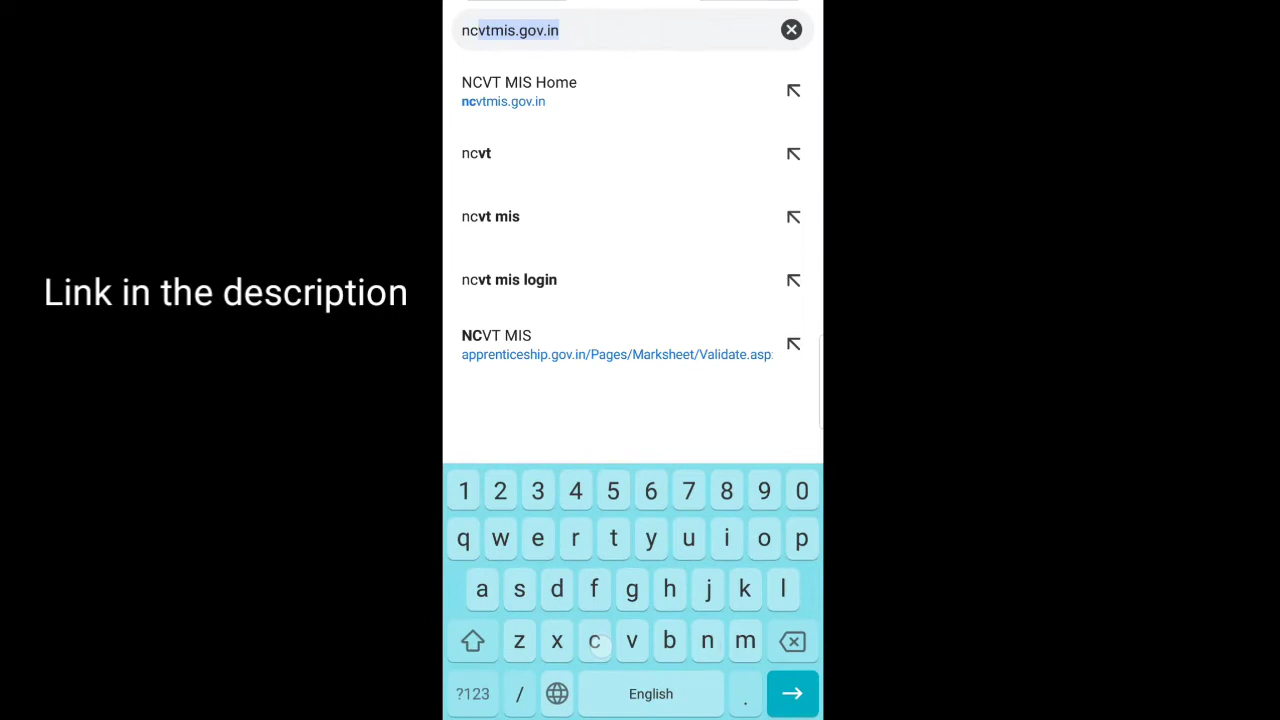 ncvtmis.gov.in
NCVT MIS Home
ncvtmis.gov.in
ncvt
ncvt mis
Link in the description
ncvt mis login
NCVT MIS
apprenticeship.gov.in/Pages/Marksheet/Validate.asp
1 2 3 4 5 6 7 8 9 0
q w e r t y u i o p
a s d f g h j k l
z x c v b n m
?123 / English .